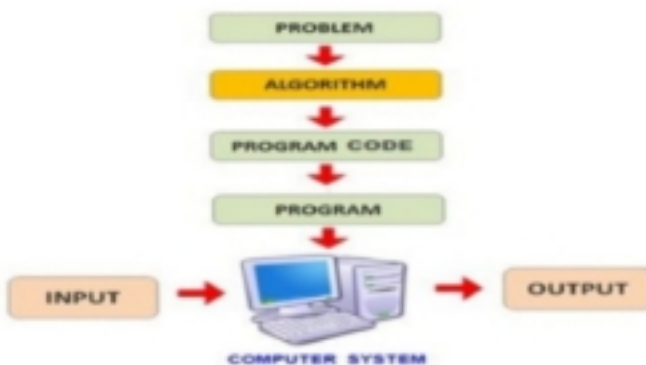 PROBLEM
ALGORITHM
PROGRAM CODE
PROGRAM
INPUT
OUTPUT
COMPUTER SYSTEM